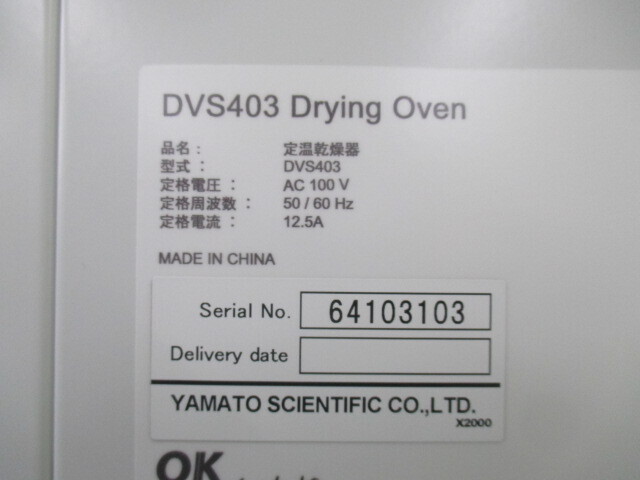 DVS403 Drying Oven
品名 : 定温乾燥器
型式 : DVS403
定格電圧 : AC 100 V
定格周波数 : 50 / 60 Hz
定格電流 : 12.5A
MADE IN CHINA
Serial No. 64103103
Delivery date
YAMATO SCIENTIFIC CO.,LTD.
X2000
OK